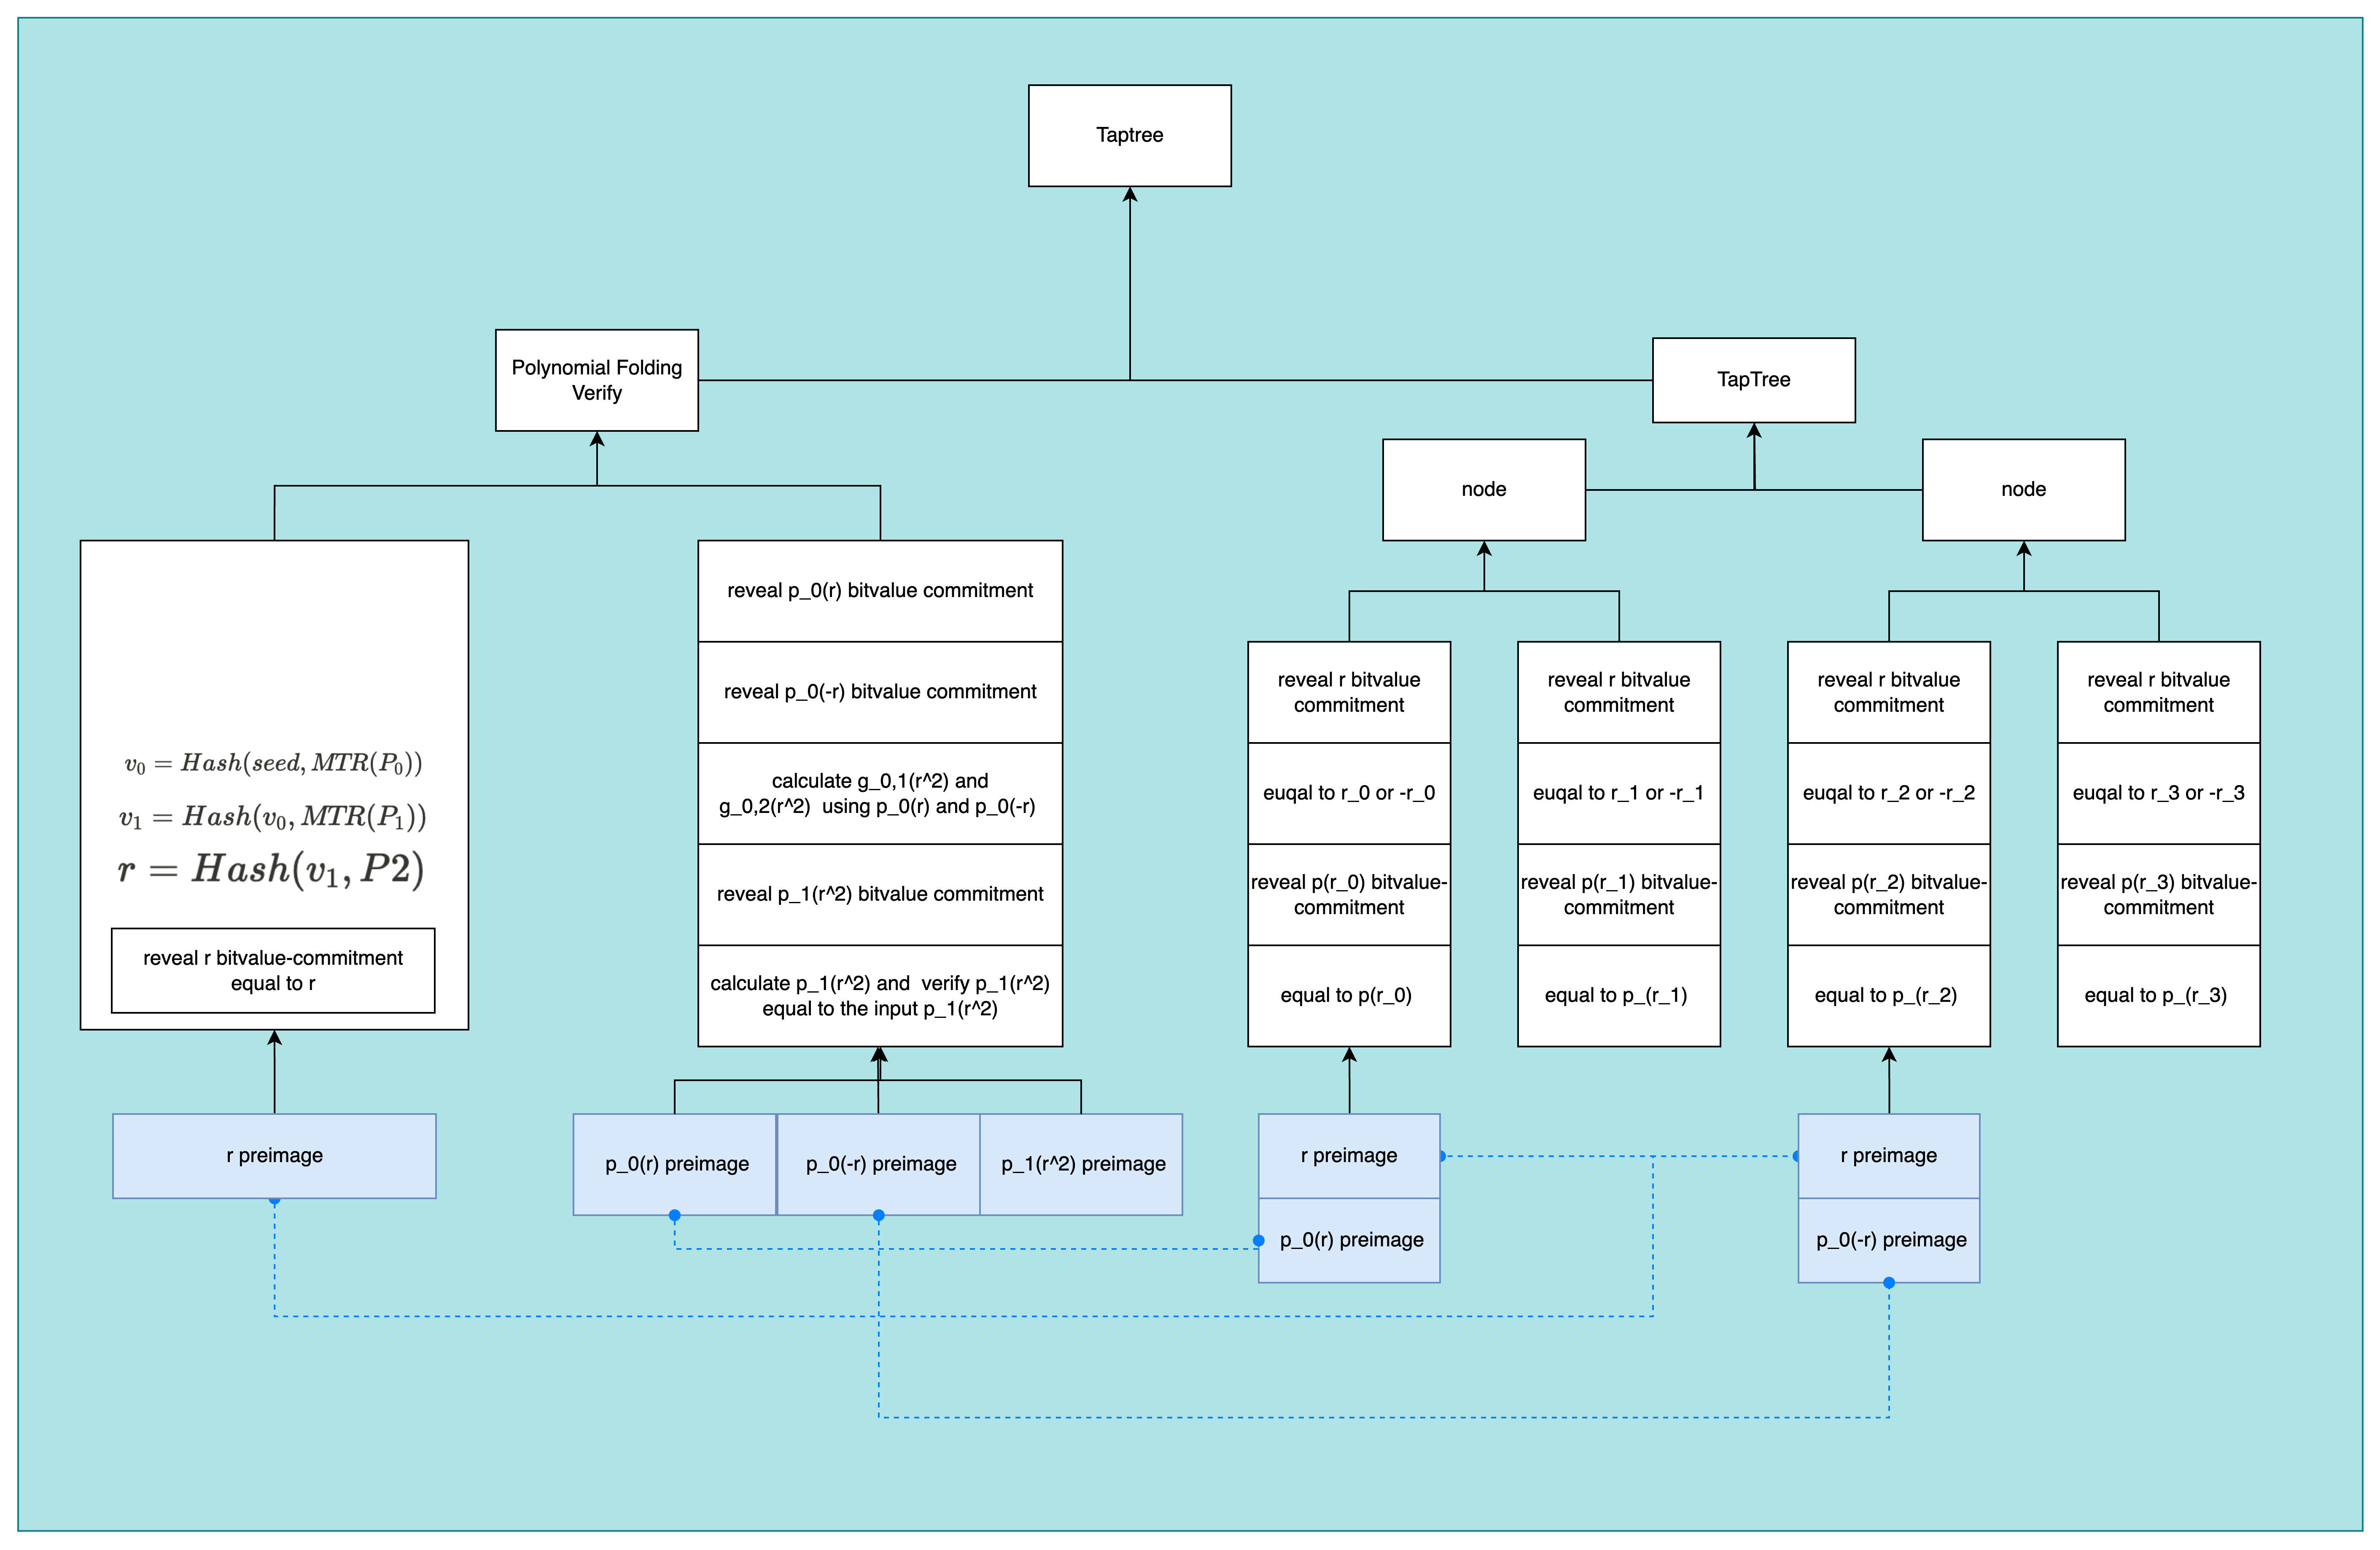 Taptree
Polynomial Folding
Verify
TapTree
node
node
v₀ = Hash(seed, MTR(P₀))
v₁ = Hash(v₀, MTR(P₁))
r = Hash(v₁, P2)
reveal r bitvalue-commitment
equal to r
reveal p_0(r) bitvalue commitment
reveal p_0(-r) bitvalue commitment
calculate g_0,1(r^2) and
g_0,2(r^2)  using p_0(r) and p_0(-r)
reveal p_1(r^2) bitvalue commitment
calculate p_1(r^2) and  verify p_1(r^2)
equal to the input p_1(r^2)
reveal r bitvalue
commitment
euqal to r_0 or -r_0
reveal p(r_0) bitvalue-
commitment
equal to p(r_0)
reveal r bitvalue
commitment
euqal to r_1 or -r_1
reveal p(r_1) bitvalue-
commitment
equal to p_(r_1)
reveal r bitvalue
commitment
euqal to r_2 or -r_2
reveal p(r_2) bitvalue-
commitment
equal to p_(r_2)
reveal r bitvalue
commitment
euqal to r_3 or -r_3
reveal p(r_3) bitvalue-
commitment
equal to p_(r_3)
r preimage
p_0(r) preimage
p_0(-r) preimage
p_1(r^2) preimage
r preimage
p_0(r) preimage
r preimage
p_0(-r) preimage